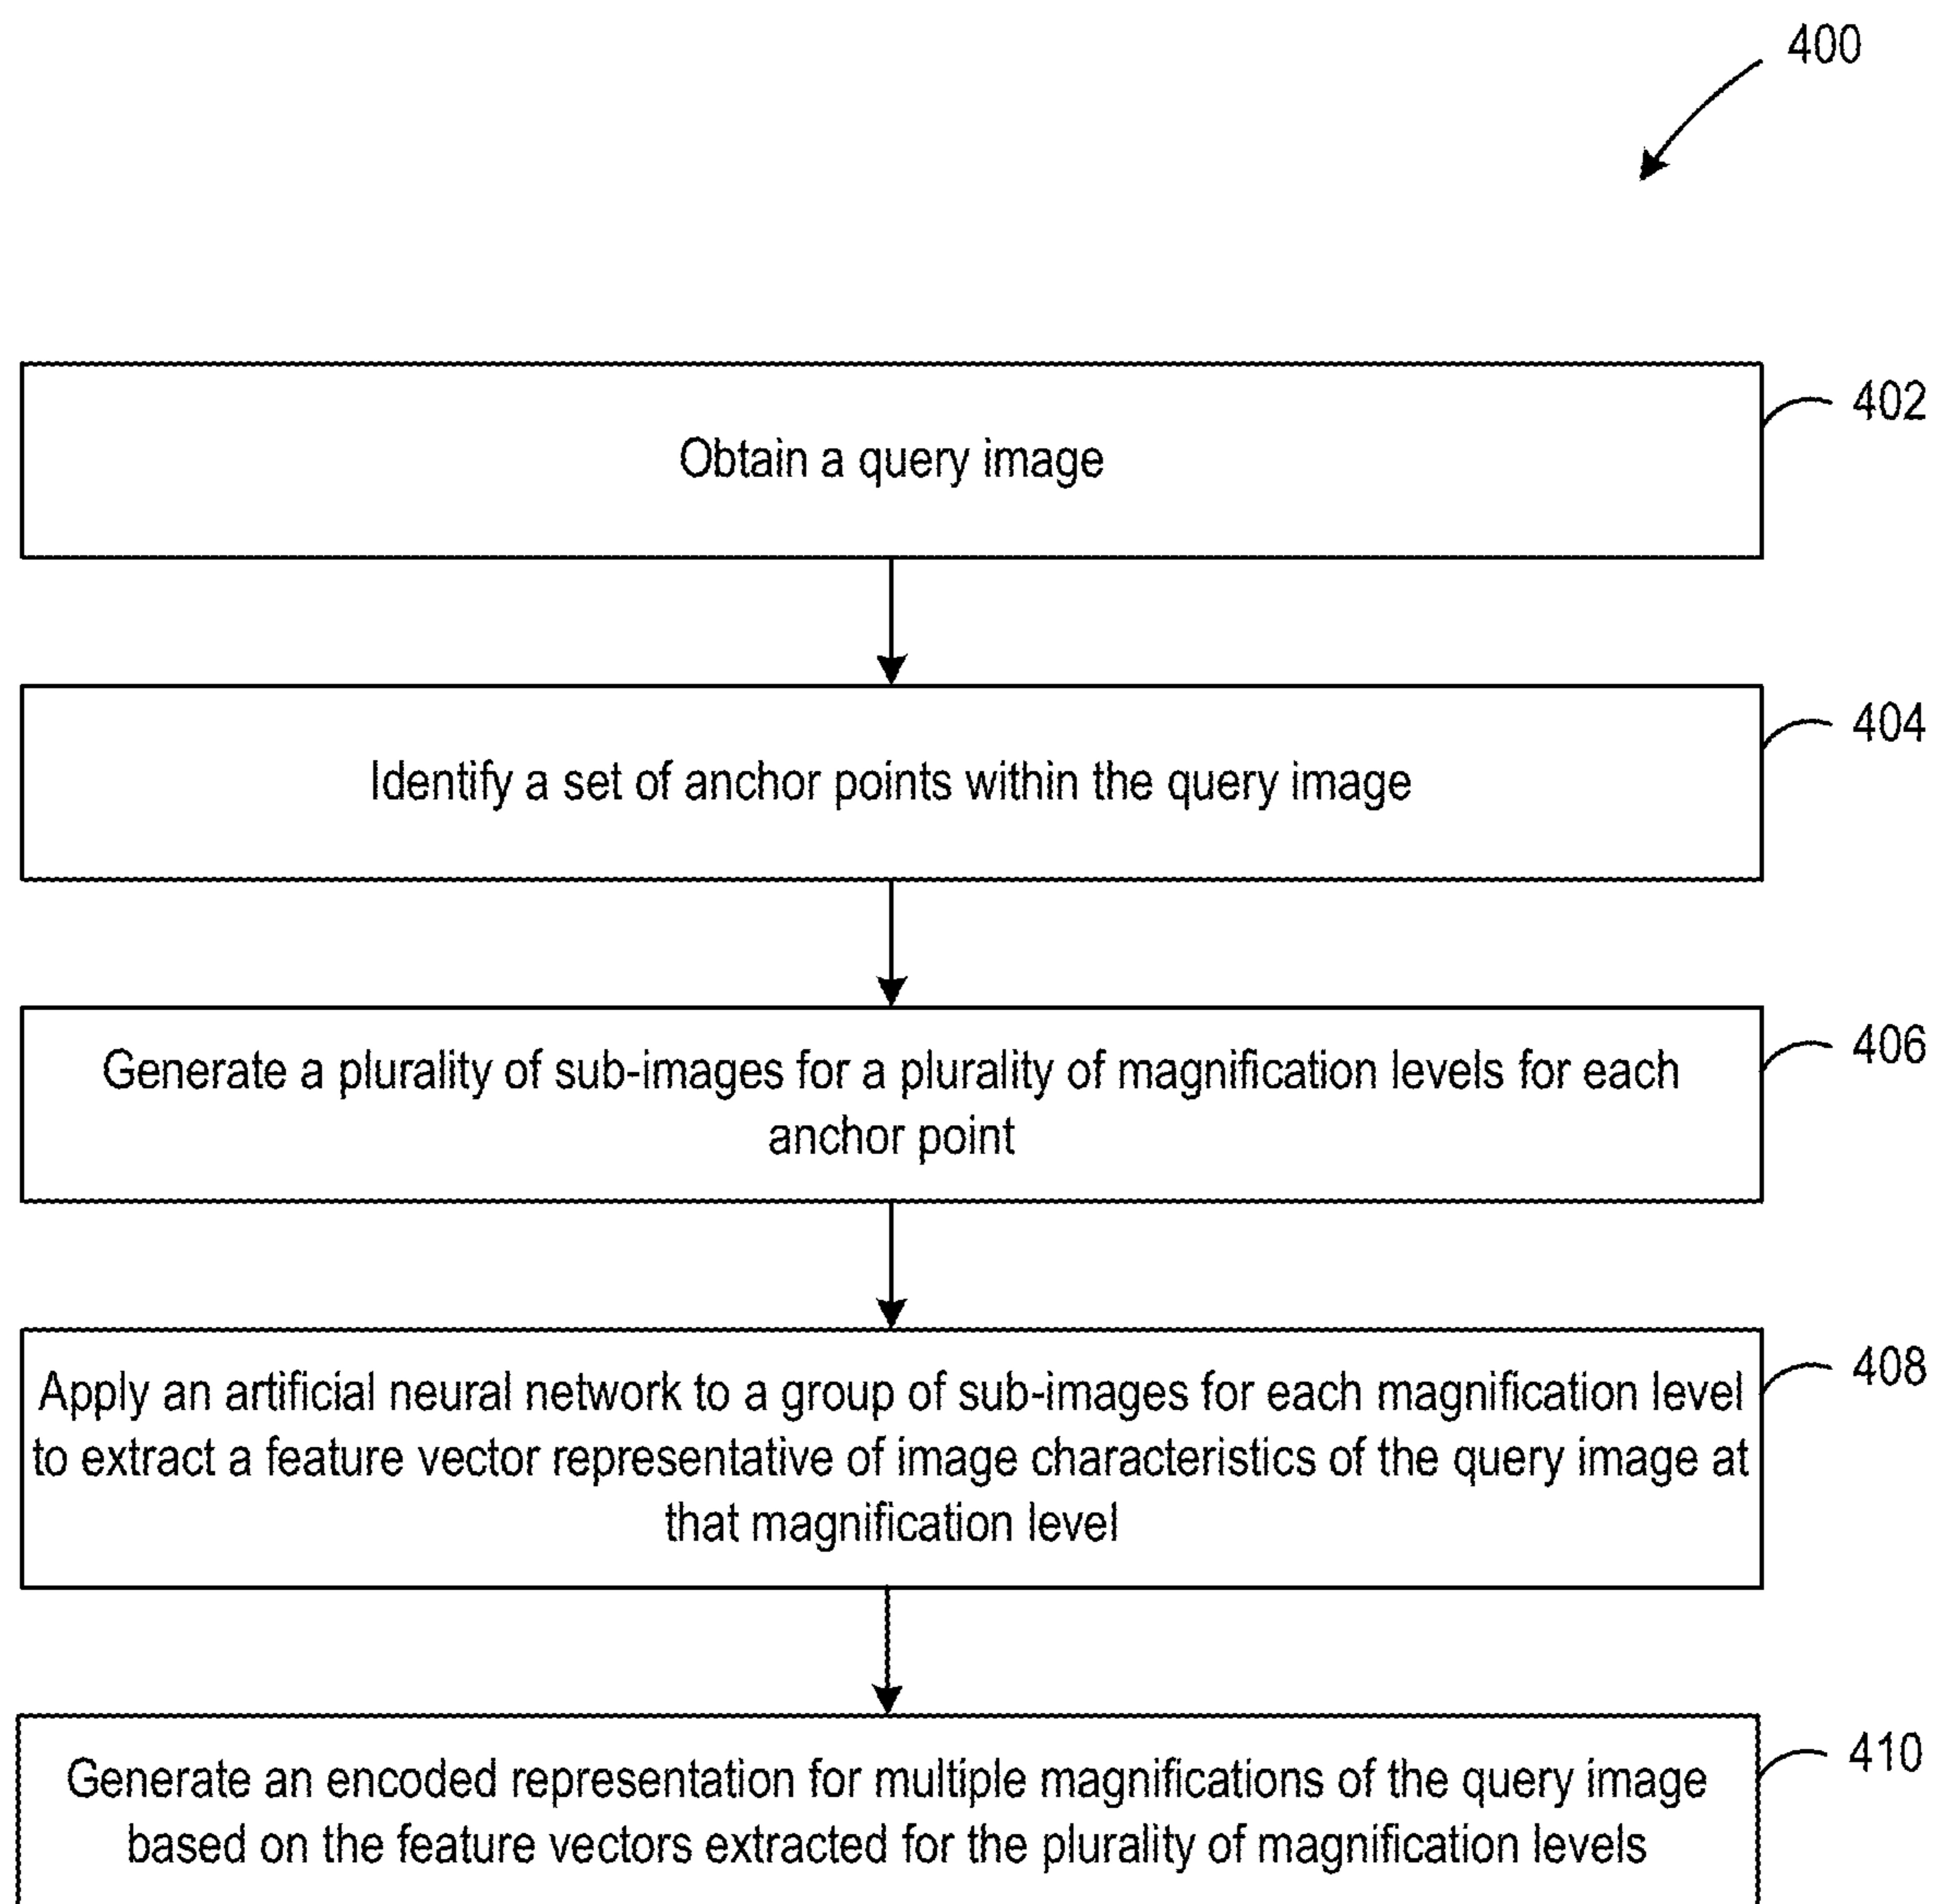 400
402
Obtain a query image
404
Identify a set of anchor points within the query image
406
Generate a plurality of sub-images for a plurality of magnification levels for each
anchor point
408
Apply an artificial neural network to a group of sub-images for each magnification level
to extract a feature vector representative of image characteristics of the query image at
that magnification level
410
Generate an encoded representation for multiple magnifications of the query image
based on the feature vectors extracted for the plurality of magnification levels